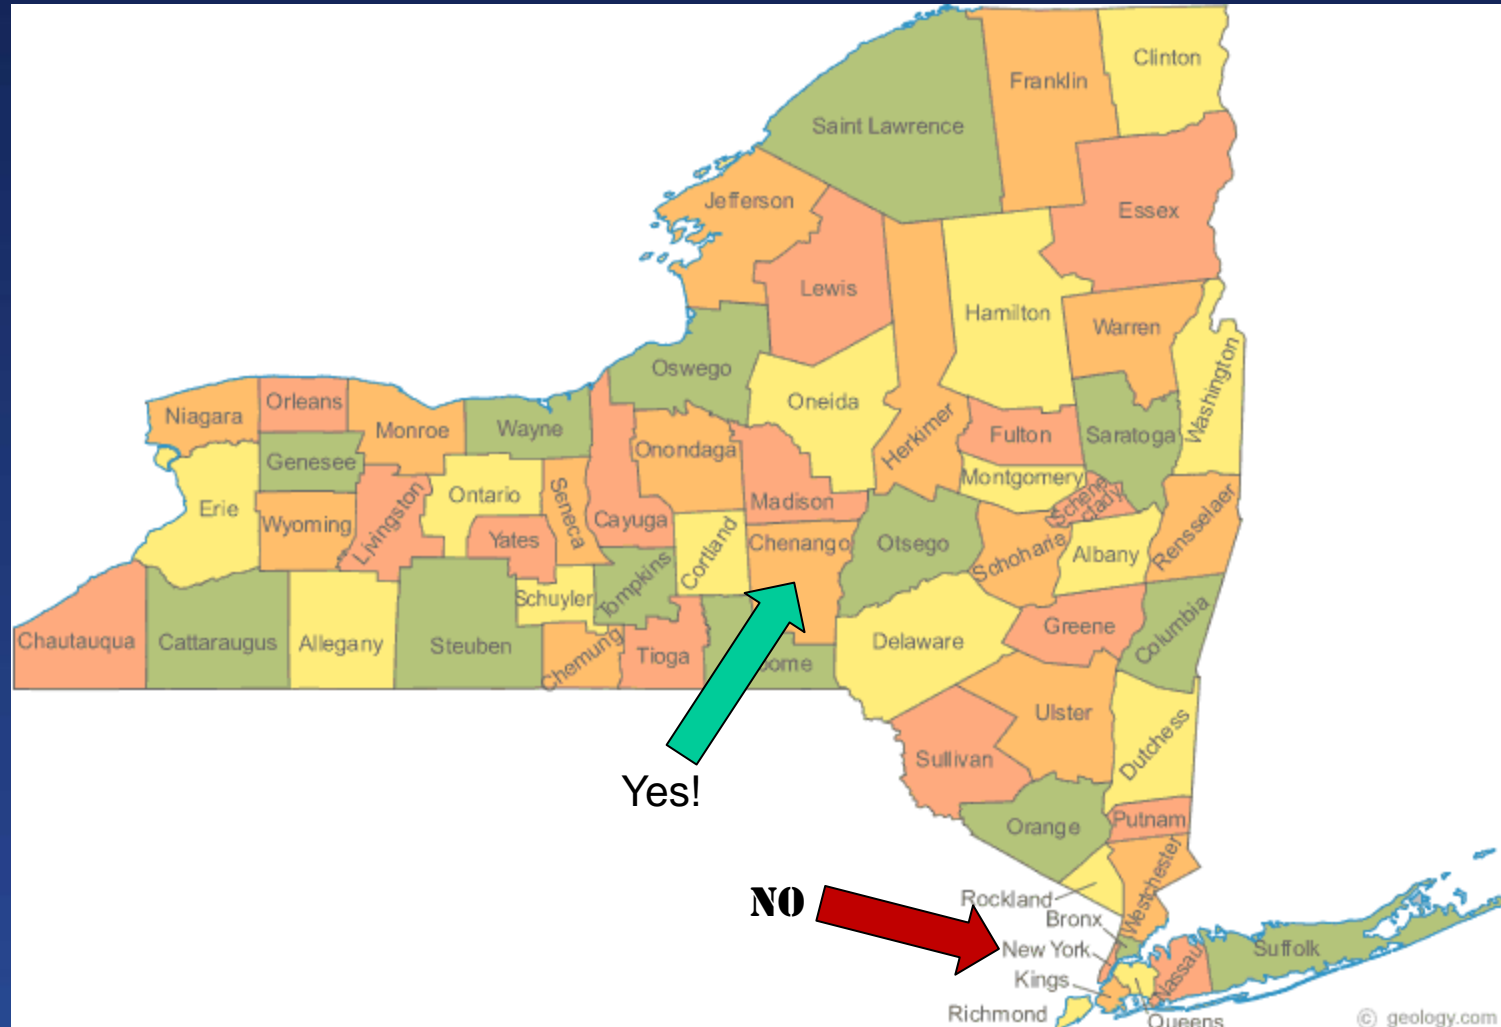 Clinton
Franklin
Saint Lawrence
Jefferson
Essex
Lewis
Hamilton
Warren
Washington
Oswego
Oneida
Herkimer
Niagara
Orleans
Monroe
Wayne
Onondaga
Fulton
Saratoga
Genesee
Madison
Montgomery
Erie
Wyoming
Livingston
Ontario
Seneca
Cayuga
Schene
ctady
Yates
Cortland
Chenango
Otsego
Schoharie
Albany
Rensselaer
Schuyler
Tompkins
Chautauqua
Cattaraugus
Allegany
Steuben
Chemung
Tioga
ome
Delaware
Greene
Columbia
Ulster
Sullivan
Dutchess
Yes!
Orange
Putnam
NO
Rockland
Westchester
Bronx
New York
Kings
Richmond
Queens
Nassau
Suffolk
© geology.com